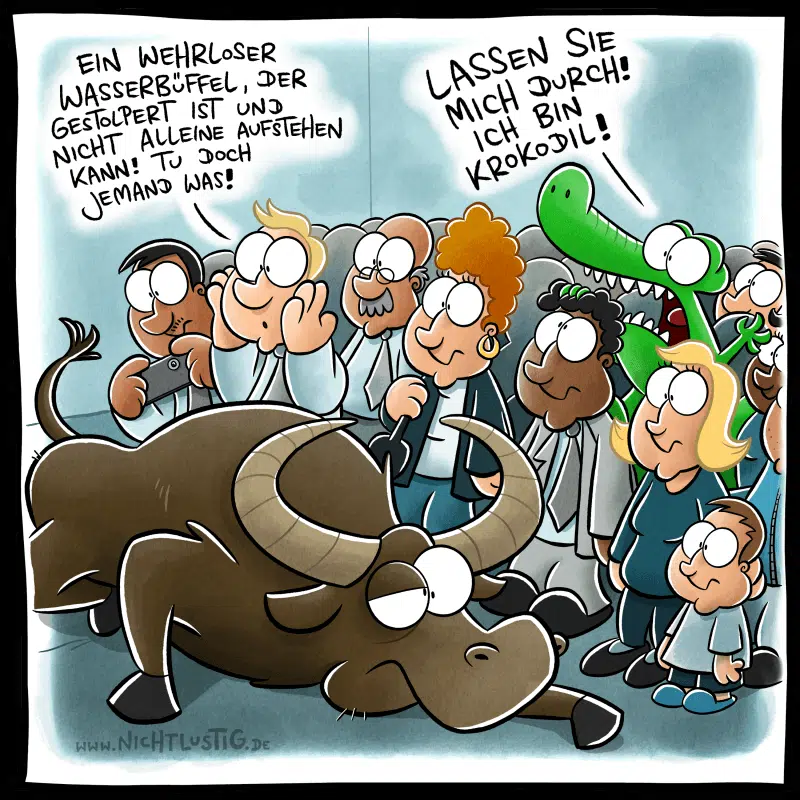 EIN WEHRLOSER
WASSERBÜFFEL, DER
GESTOLPERT IST UND
NICHT ALLEINE AUFSTEHEN
KANN! TU DOCH
JEMAND WAS!
LASSEN SIE
MICH DURCH!
ICH BIN
KROKODIL!
WWW.NICHTLUSTIG.DE